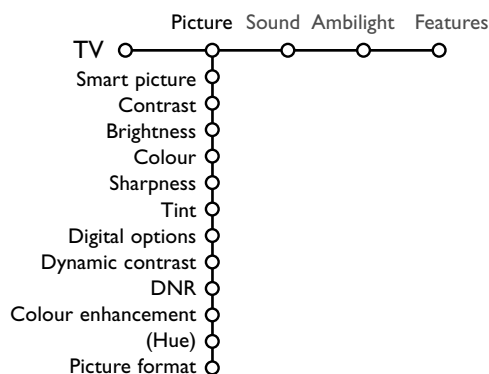 Picture Sound Ambilight Features
TV
Smart picture
Contrast
Brightness
Colour
Sharpness
Tint
Digital options
Dynamic contrast
DNR
Colour enhancement
(Hue)
Picture format